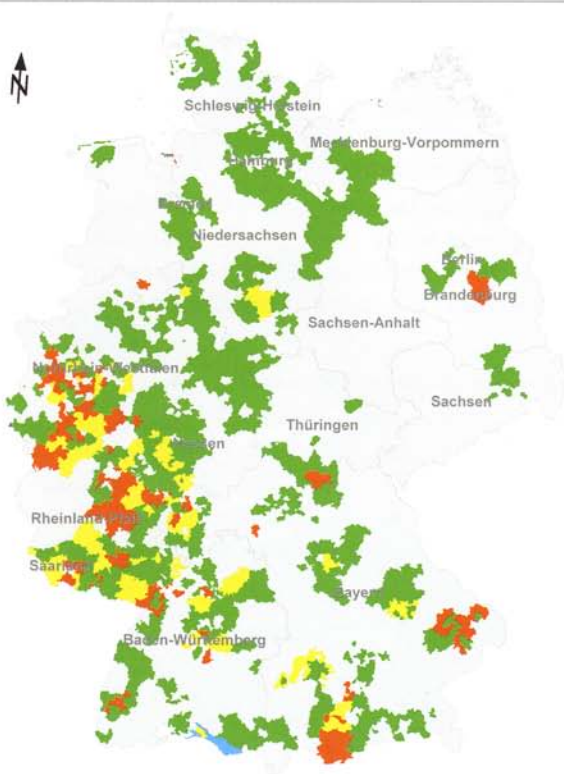 N
Schleswig-Holstein
Mecklenburg-Vorpommern
Hamburg
Bremen
Niedersachsen
Berlin
Brandenburg
Sachsen-Anhalt
Nordrhein-Westfalen
Sachsen
Thüringen
Hessen
Rheinland-Pfalz
Saarland
Bayern
Baden-Württemberg